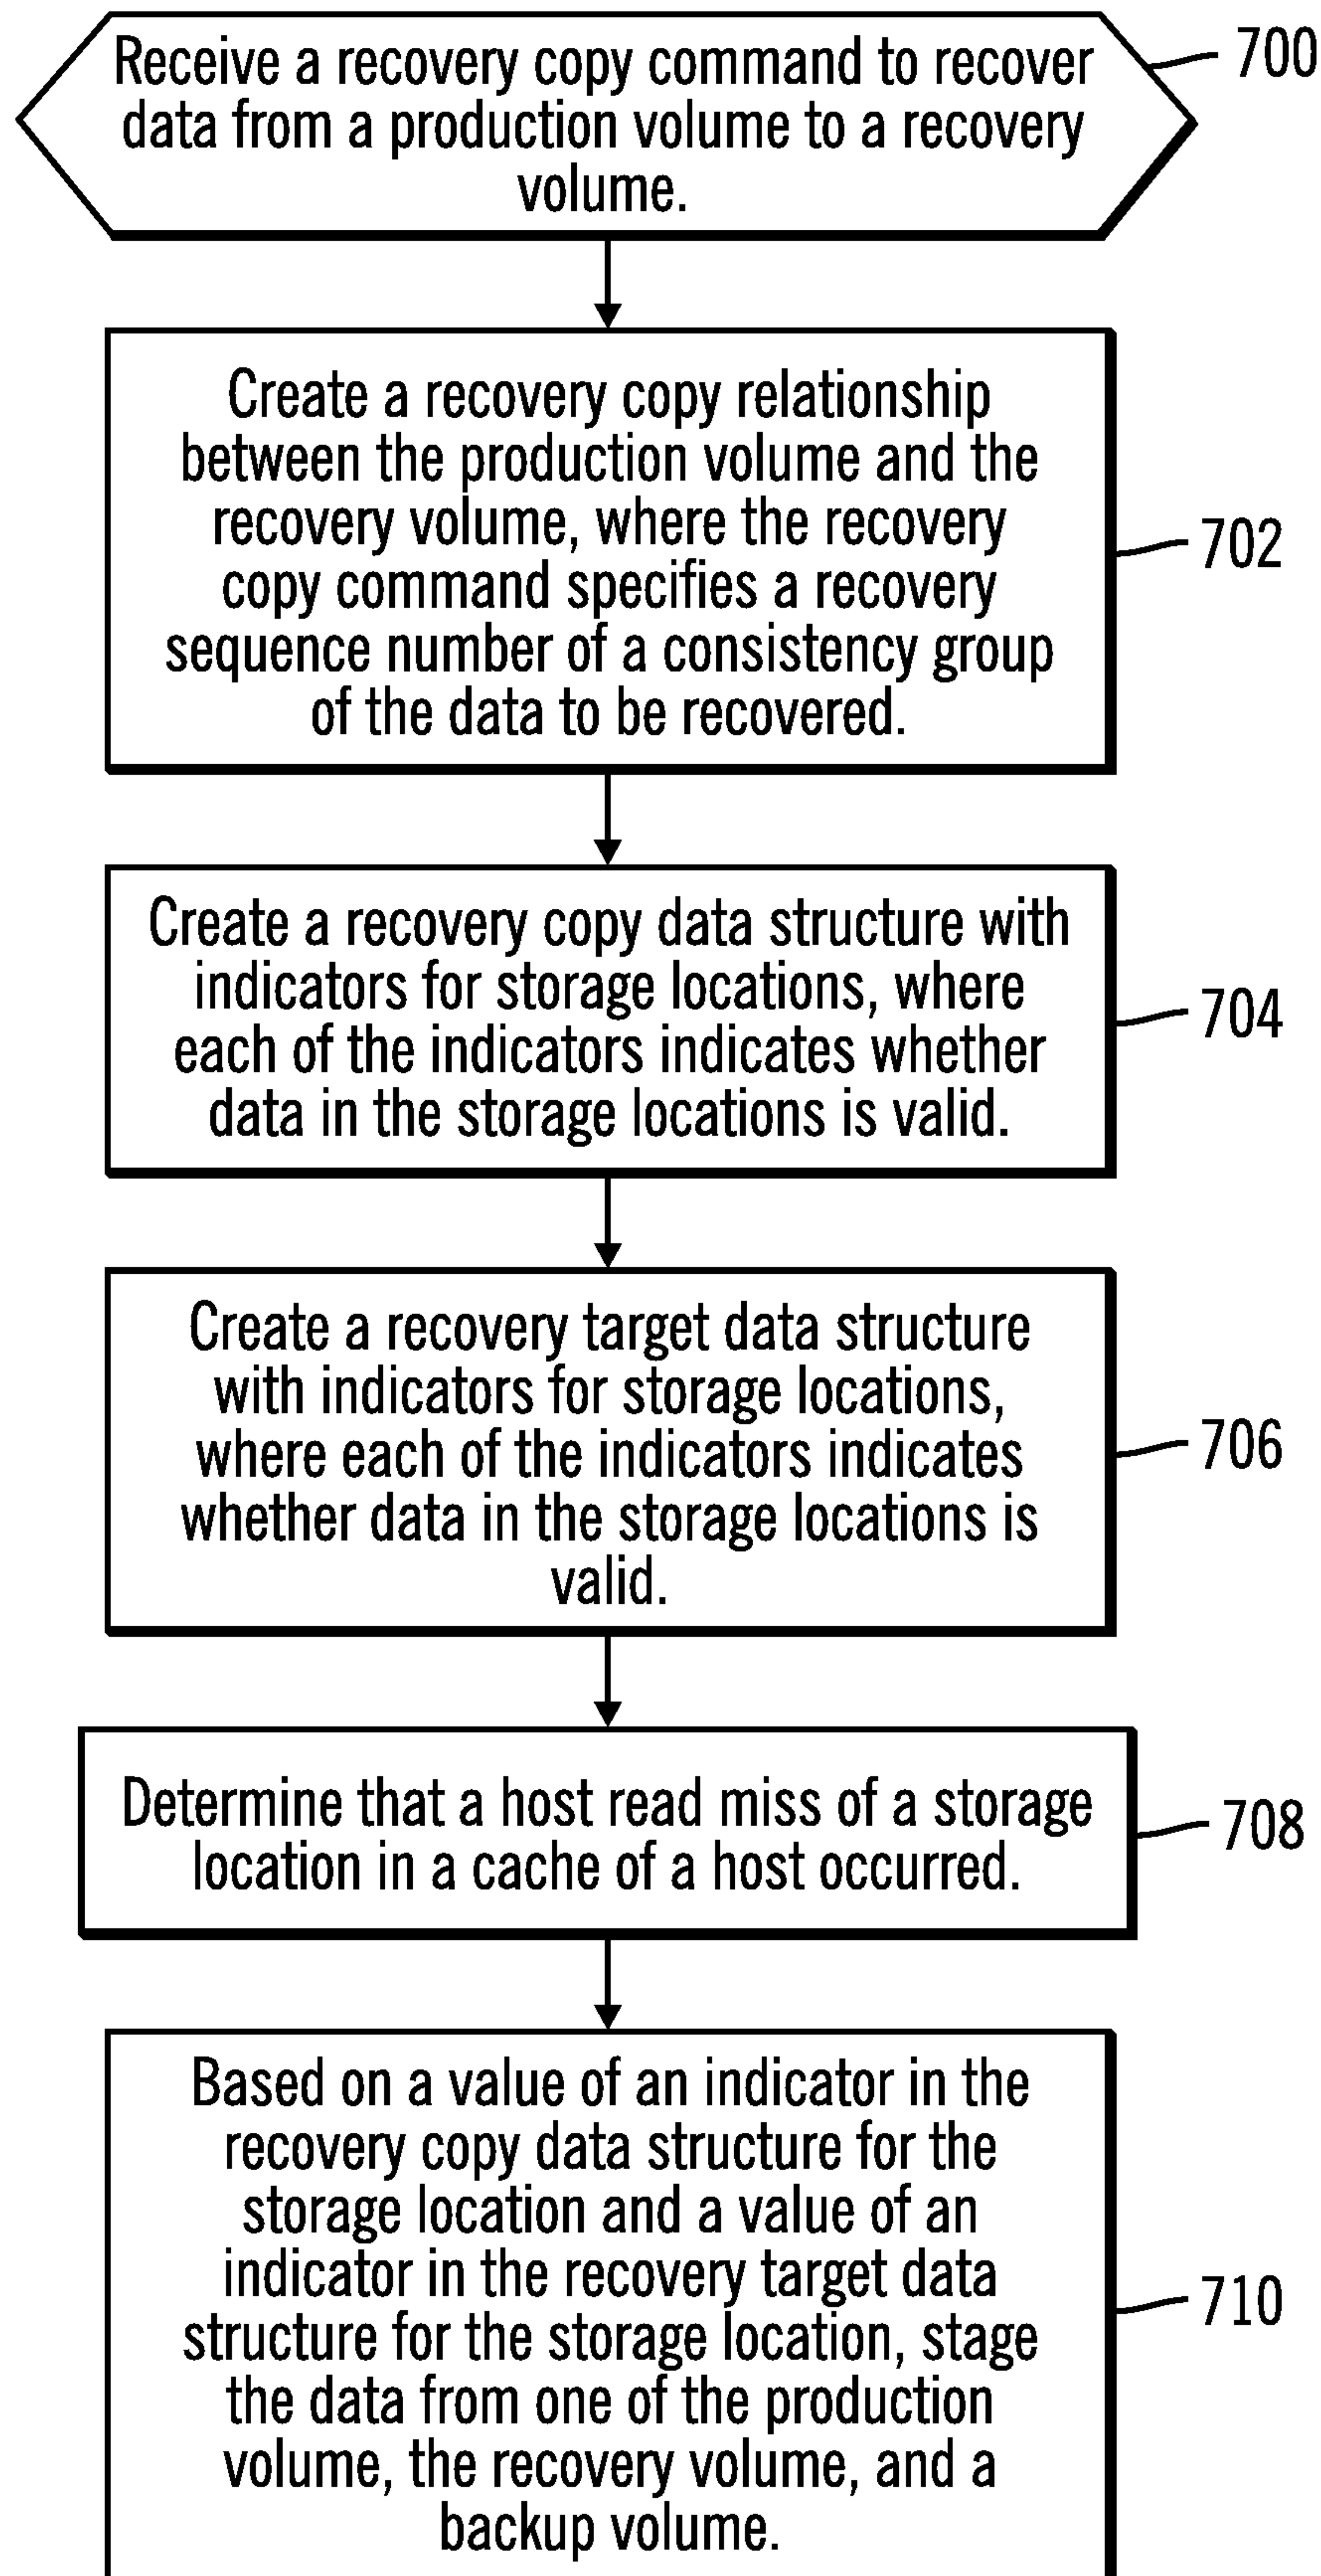 Receive a recovery copy command to recover
data from a production volume to a recovery
volume.
700
Create a recovery copy relationship
between the production volume and the
recovery volume, where the recovery
copy command specifies a recovery
sequence number of a consistency group
of the data to be recovered.
702
Create a recovery copy data structure with
indicators for storage locations, where
each of the indicators indicates whether
data in the storage locations is valid.
704
Create a recovery target data structure
with indicators for storage locations,
where each of the indicators indicates
whether data in the storage locations is
valid.
706
Determine that a host read miss of a storage
location in a cache of a host occurred.
708
Based on a value of an indicator in the
recovery copy data structure for the
storage location and a value of an
indicator in the recovery target data
structure for the storage location, stage
the data from one of the production
volume, the recovery volume, and a
backup volume.
710